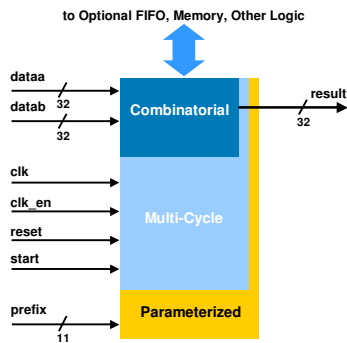 to Optional FIFO, Memory, Other Logic
dataa
32
datab
32
Combinatorial
result
32
clk
clk_en
Multi-Cycle
reset
start
prefix
11
Parameterized